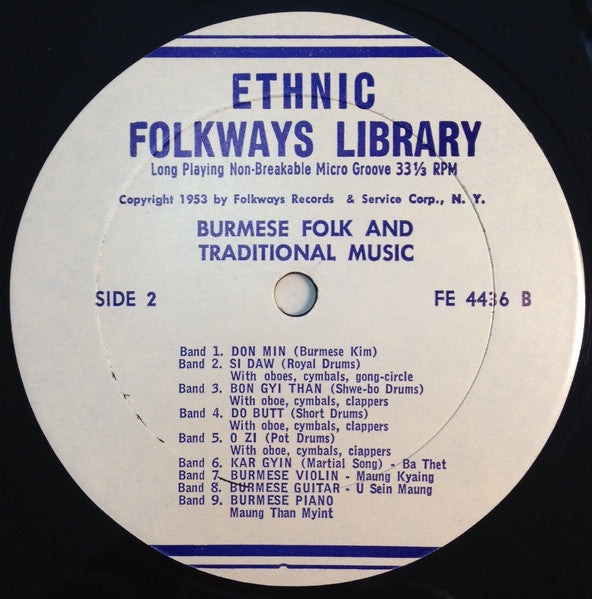 ETHNIC
FOLKWAYS LIBRARY
Long Playing Non-Breakable Micro Groove 33⅓ RPM
Copyright 1953 by Folkways Records & Service Corp., N. Y.
BURMESE FOLK AND
TRADITIONAL MUSIC
SIDE 2
FE 4436 B
Band 1. DON MIN (Burmese Kim)
Band 2. SI DAW (Royal Drums)
With oboes, cymbals, gong-circle
Band 3. BON GYI THAN (Shwe-bo Drums)
With oboe, cymbals, clappers
Band 4. DO BUTT (Short Drums)
With oboe, cymbals, clappers
Band 5. O ZI (Pot Drums)
With oboe, cymbals, clappers
Band 6. KAR GYIN (Martial Song) - Ba Thet
Band 7. BURMESE VIOLIN - Maung Kyaing
Band 8. BURMESE GUITAR - U Sein Maung
Band 9. BURMESE PIANO
Maung Than Myint